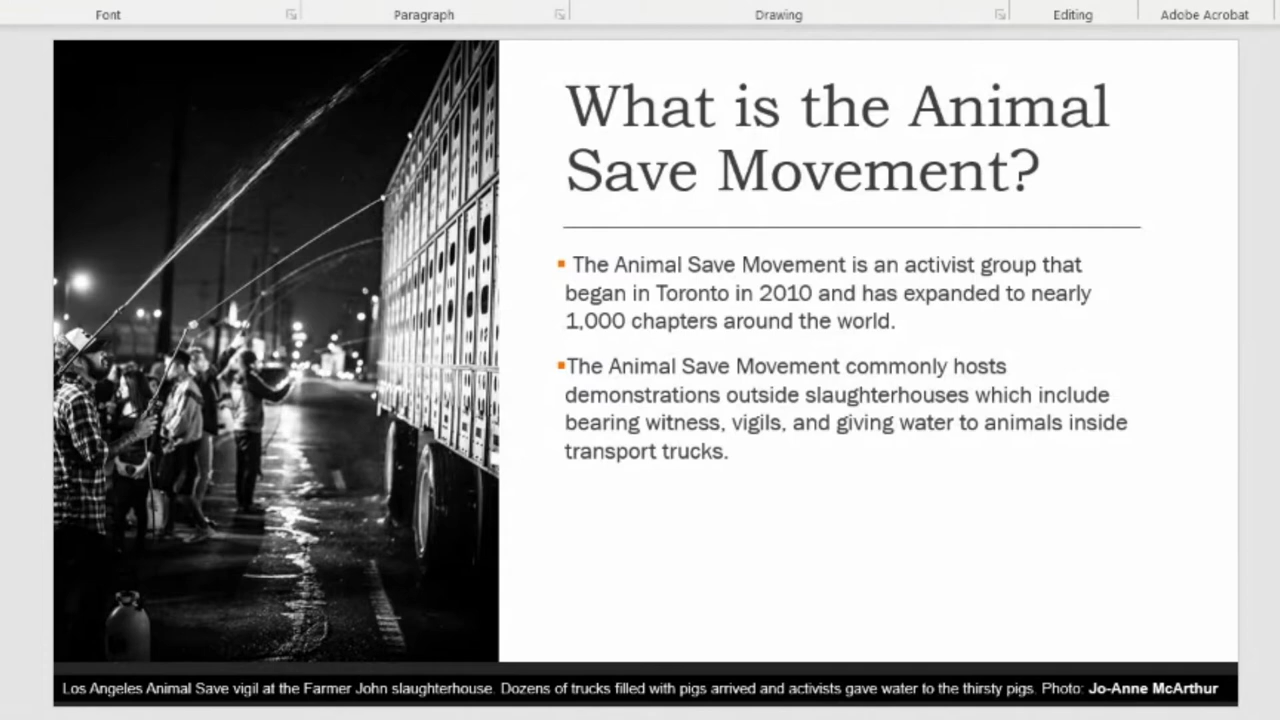 Font
Paragraph
Drawing
Editing
Adobe Acrobat
What is the Animal
Save Movement?
▪ The Animal Save Movement is an activist group that
began in Toronto in 2010 and has expanded to nearly
1,000 chapters around the world.
▪The Animal Save Movement commonly hosts
demonstrations outside slaughterhouses which include
bearing witness, vigils, and giving water to animals inside
transport trucks.
Los Angeles Animal Save vigil at the Farmer John slaughterhouse. Dozens of trucks filled with pigs arrived and activists gave water to the thirsty pigs. Photo: Jo-Anne McArthur